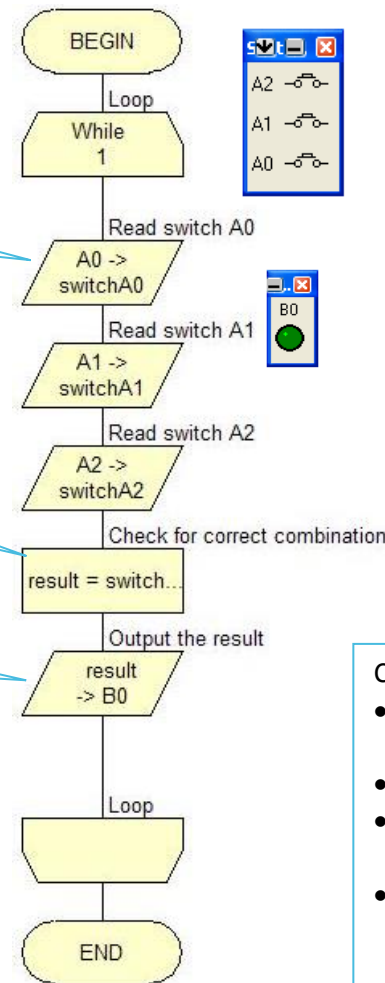 BEGIN
Loop
While
1
A2
A1
A0
Read switch A0
A0 ->
switchA0
B0
Read switch A1
A1 ->
switchA1
Read switch A2
A2 ->
switchA2
Check for correct combination
result = switch...
Output the result
result
-> B0
Loop
END